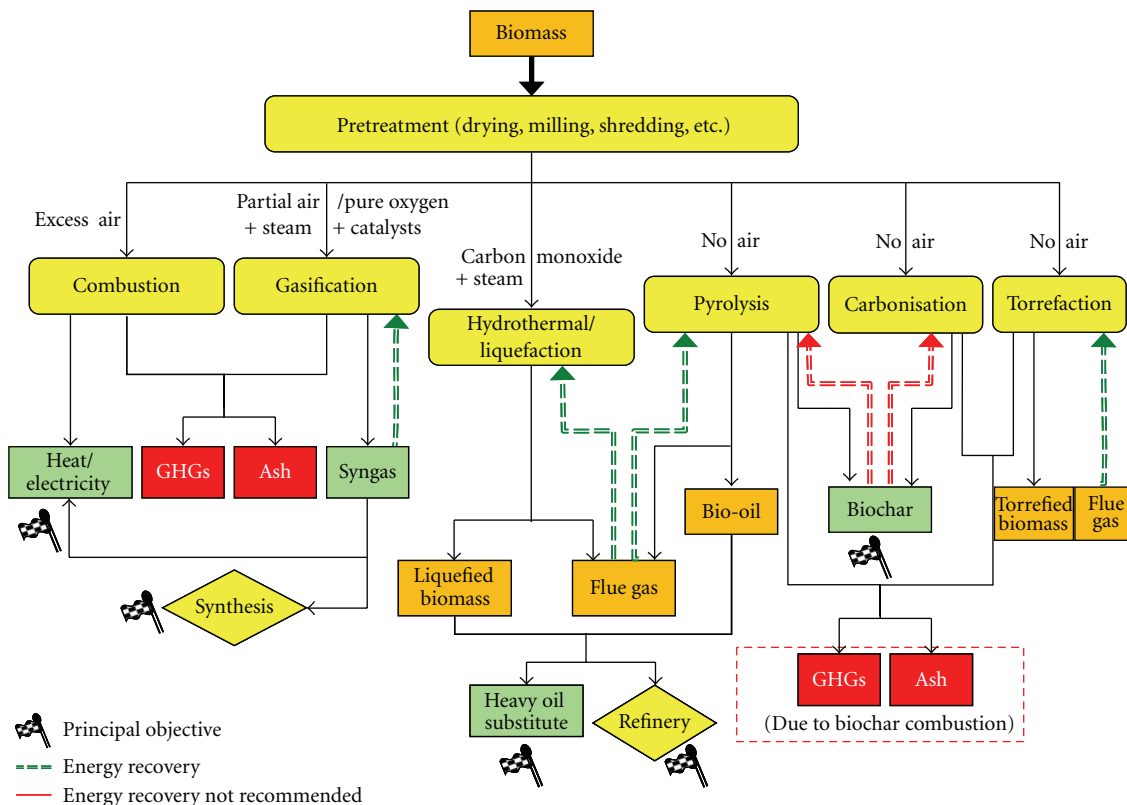 Biomass
Pretreatment (drying, milling, shredding, etc.)
Excess air
Partial air /pure oxygen
+ steam + catalysts
Carbon monoxide
+ steam
No air
No air
No air
Combustion
Gasification
Hydrothermal/
liquefaction
Pyrolysis
Carbonisation
Torrefaction
Heat/
electricity
GHGs
Ash
Syngas
Bio-oil
Biochar
Torrefied
biomass
Flue
gas
Liquefied
biomass
Flue gas
Synthesis
Heavy oil
substitute
Refinery
GHGs
Ash
(Due to biochar combustion)
Principal objective
Energy recovery
Energy recovery not recommended